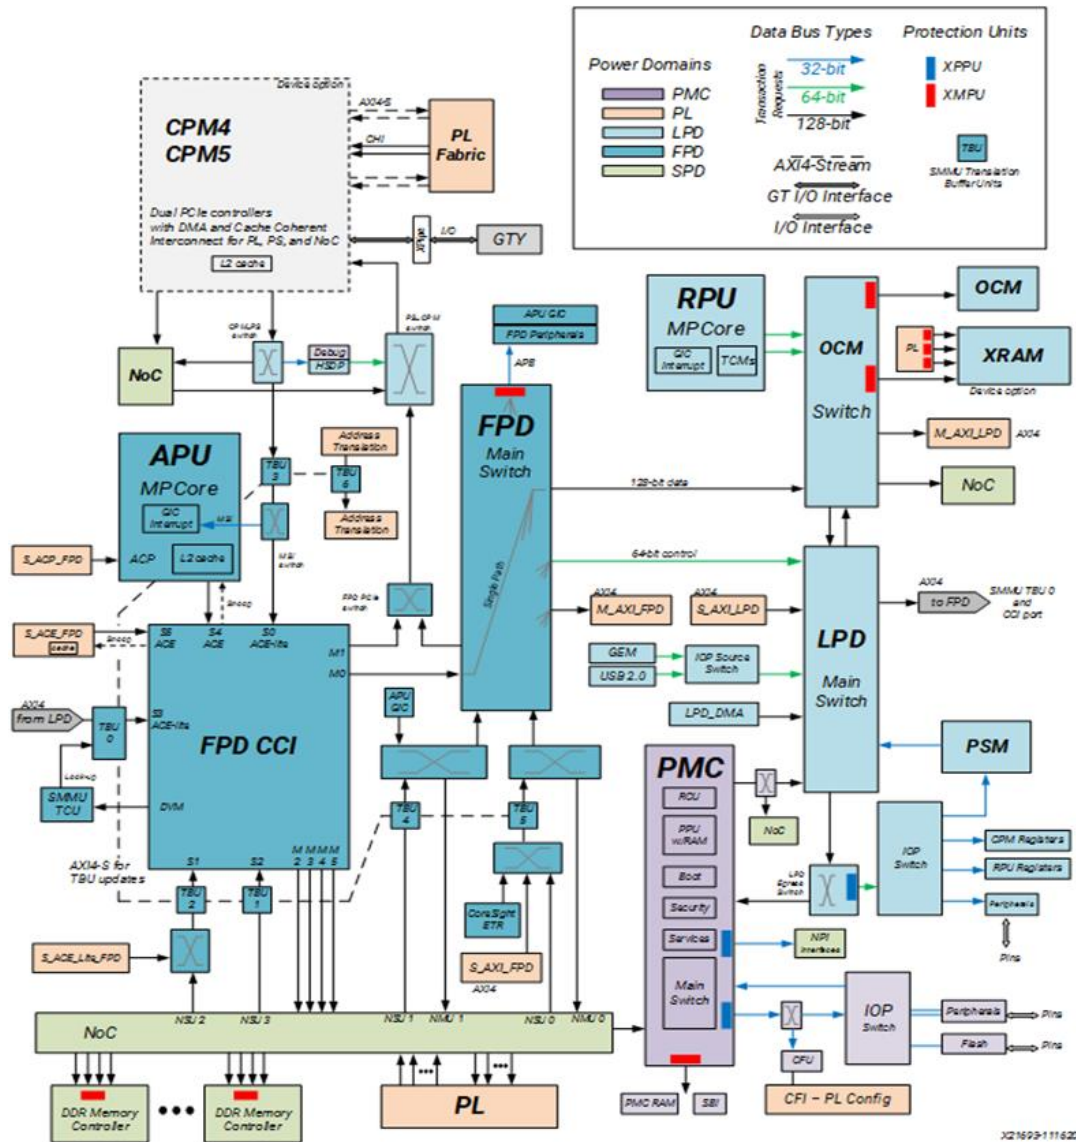 Device option
CPM4
CPM5
Dual PCIe controllers
with DMA and Cache Coherent
Interconnect for PL, PS, and NoC
L2 cache
AXI4-S
CHI
PL
Fabric
XPipe
I/O
GTY
Power Domains
PMC
PL
LPD
FPD
SPD
Data Bus Types
Transaction
Requests
32-bit
64-bit
128-bit
AXI4-Stream
GT I/O Interface
I/O Interface
Protection Units
XPPU
XMPU
TBU
SMMU Translation
Buffer Units
switch
NoC
Debug
HSDP
switch
APU GIC
FPD Peripherals
APB
RPU
MPCore
GIC
Interrupt
TCMs
OCM
Switch
OCM
PL
XRAM
Device option
M_AXI_LPD
AXI4
NoC
APU
MPCore
GIC
Interrupt
ACP
L2 cache
S_ACP_FPD
TBU
3
MSI
MSI
switch
Address
Translation
TBU
6
Address
Translation
FPD
Main
Switch
Single Path
128-bit data
64-bit control
FPD PCIe
switch
M_AXI_FPD
AXI4
S_AXI_LPD
AXI4
GEM
USB 2.0
IOP Source
Switch
LPD_DMA
LPD
Main
Switch
AXI4
to FPD
SMMU TBU 0
and
CCI port
Snoop
S_ACE_FPD
cache
Snoop
S5
ACE
S4
ACE
S0
ACE-lite
M1
M0
AXI4
from LPD
TBU
0
S3
ACE-lite
FPD CCI
Lookup
SMMU
TCU
DVM
AXI4-S for
TBU updates
S1
S2
M
2
M
3
M
4
M
5
TBU
2
TBU
1
S_ACE_Lite_FPD
APU
GIC
TBU
4
TBU
5
CoreSight
ETR
S_AXI_FPD
AXI4
PMC
RCU
PPU
w/RAM
Boot
Security
Services
Main
Switch
NoC
PSM
LPD
Egress
Switch
IOP
Switch
CPM Registers
RPU Registers
Peripherals
Pins
NPI
Interfaces
IOP
Switch
Peripherals
Pins
Flash
Pins
CFU
CFI – PL Config
PMC RAM
SBI
NoC
NSU 2
NSU 3
NSU 1
NMU 1
NSU 0
NMU 0
DDR Memory
Controller
DDR Memory
Controller
PL